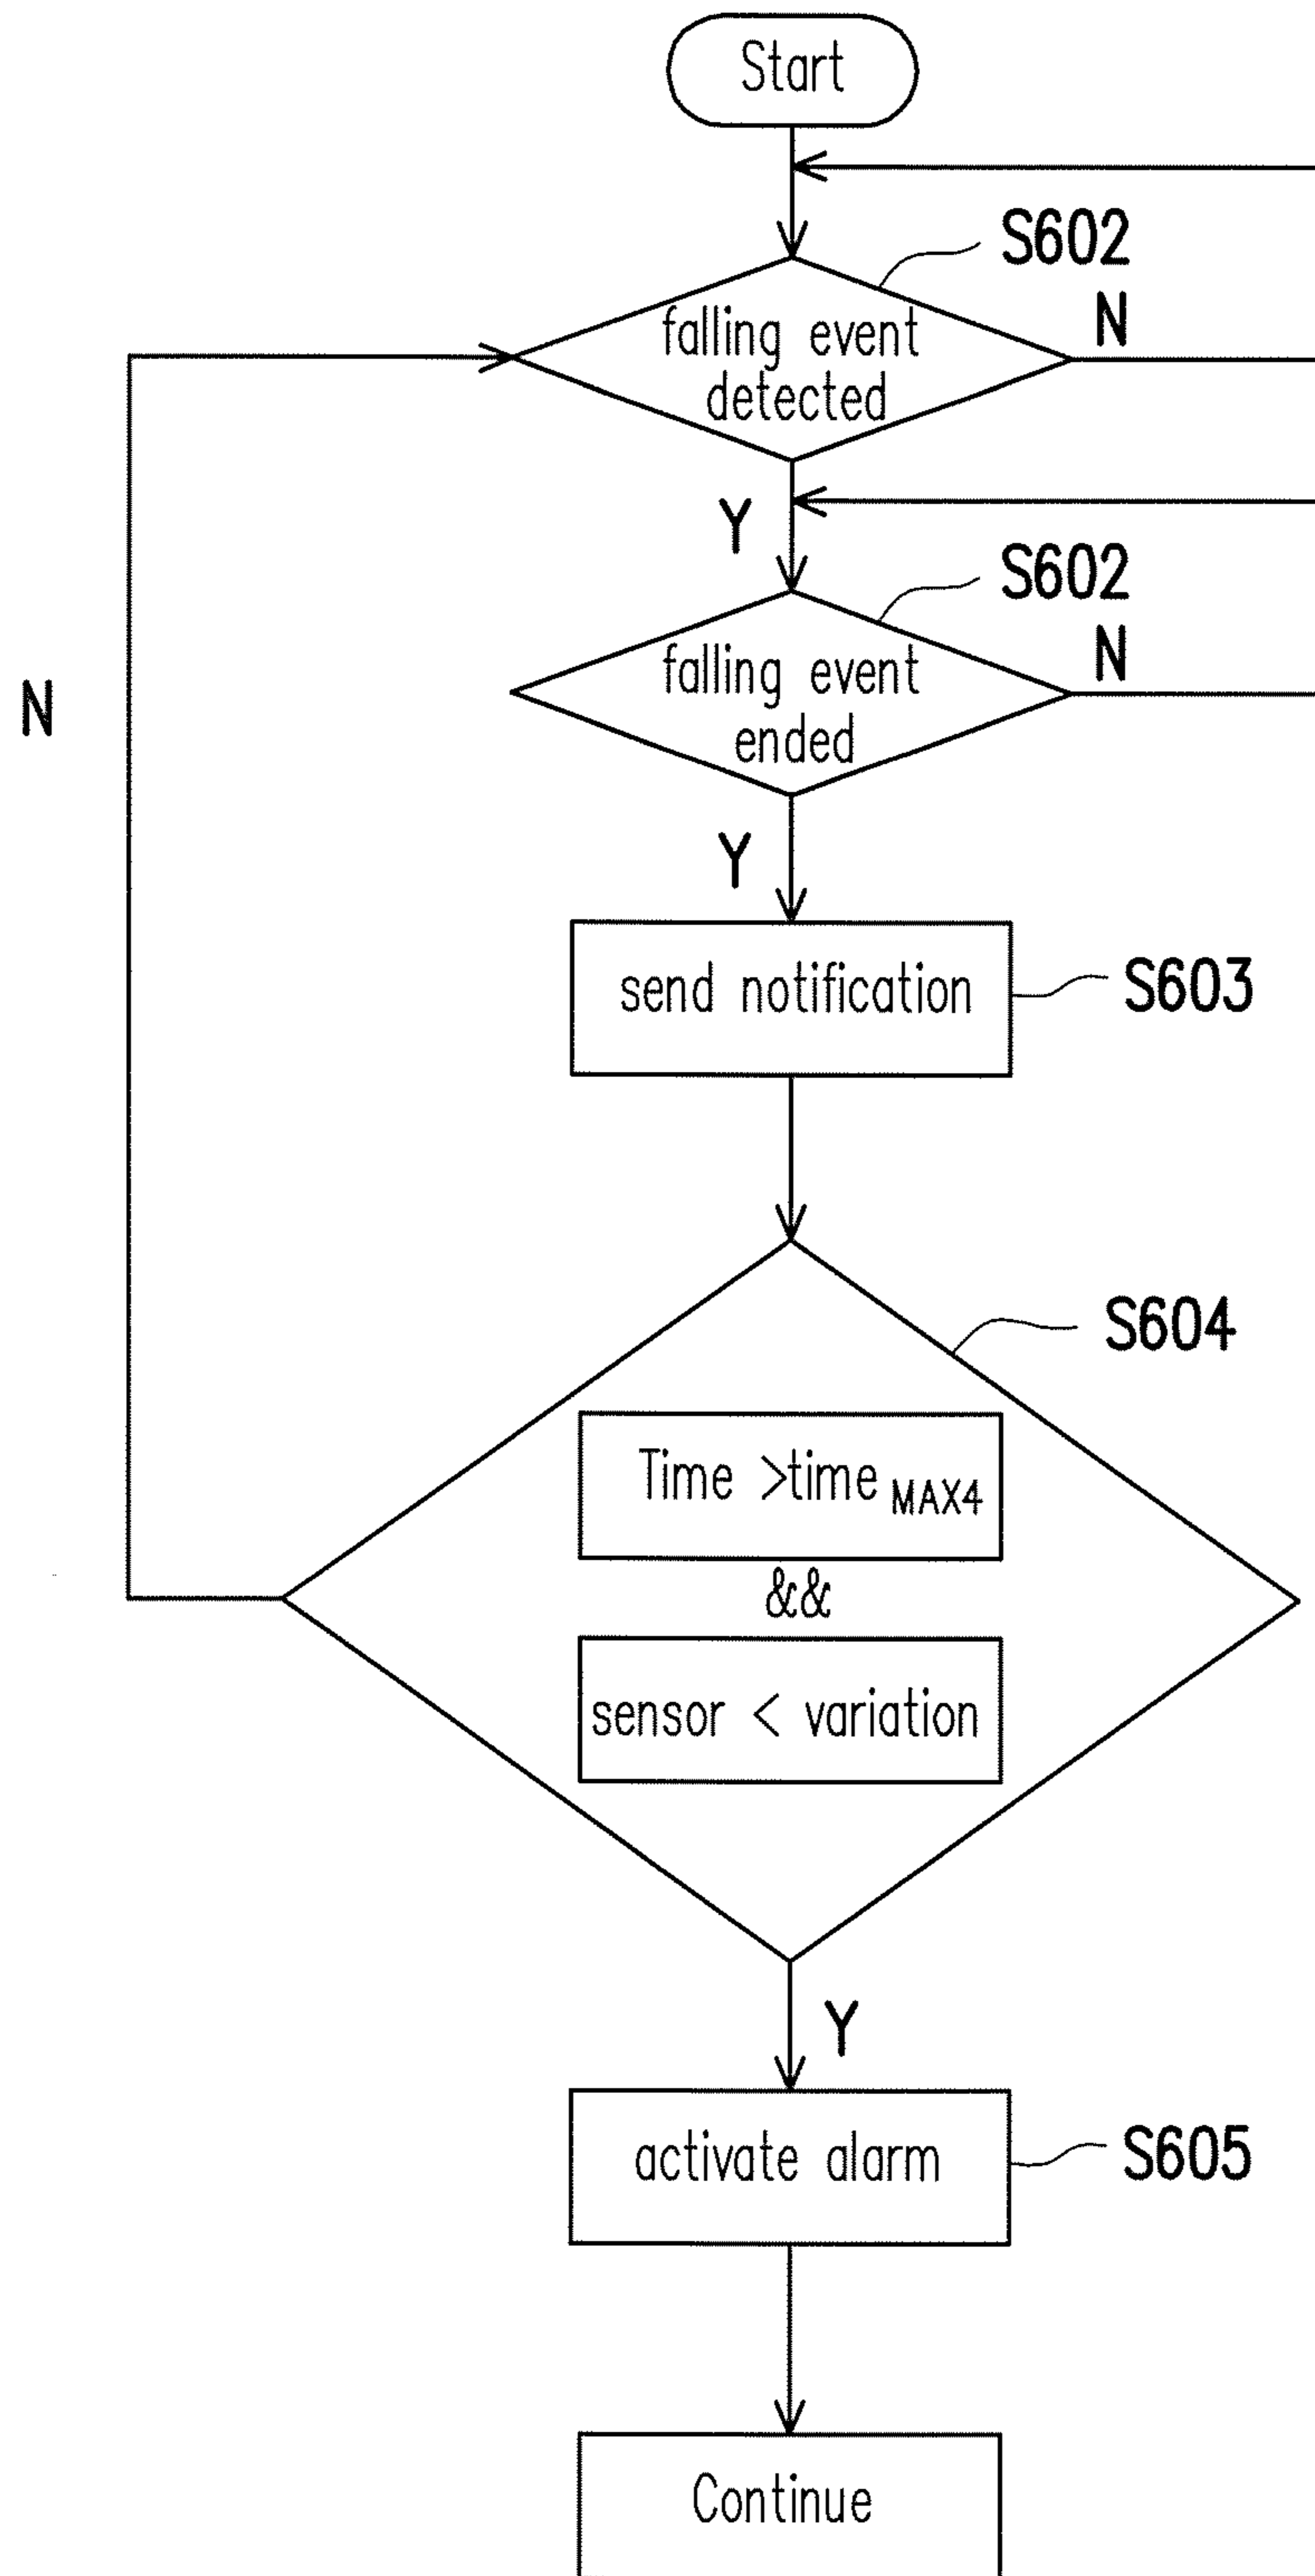 Start
S602
falling event
detected
N
Y
S602
falling event
ended
N
N
Y
send notification
S603
S604
Time >time MAX4
&&
sensor < variation
Y
activate alarm
S605
Continue